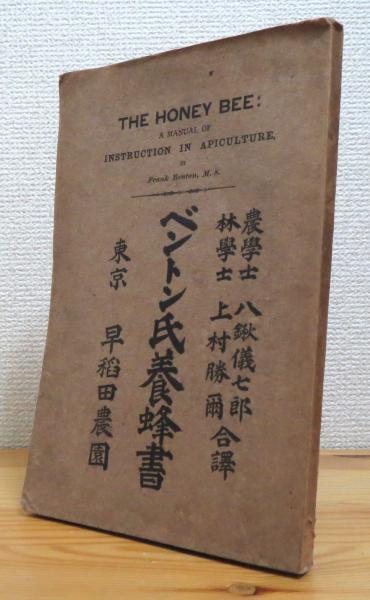 THE HONEY BEE:
A MANUAL OF
INSTRUCTION IN APICULTURE,
BY
Frank Benton, M. S.
農學士 八鍬儀七郎
林學士 上村勝爾 合譯
ベントン氏養蜂書
東京 早稲田農園